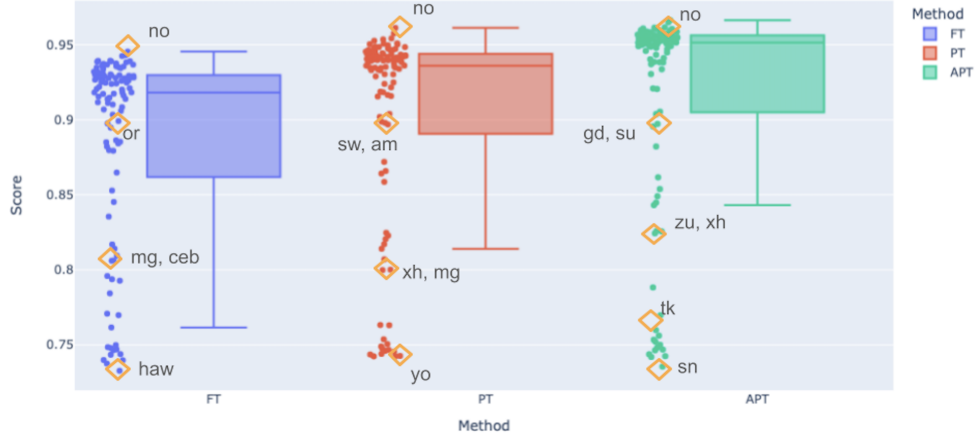 no
no
no
Method
FT
PT
APT
0.95
0.9
0.85
0.8
0.75
Score
or
sw, am
gd, su
mg, ceb
xh, mg
zu, xh
tk
haw
yo
sn
FT
PT
APT
Method